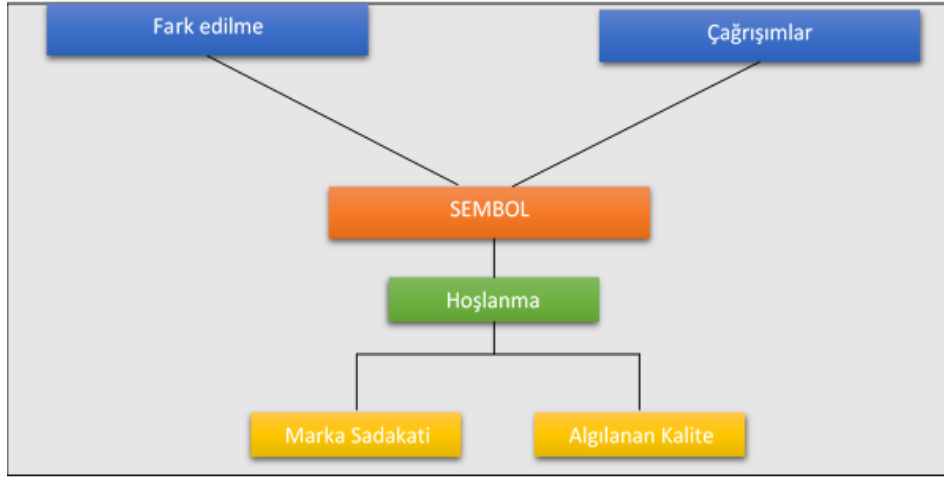 Fark edilme
Çağrışımlar
SEMBOL
Hoşlanma
Marka Sadakati
Algılanan Kalite